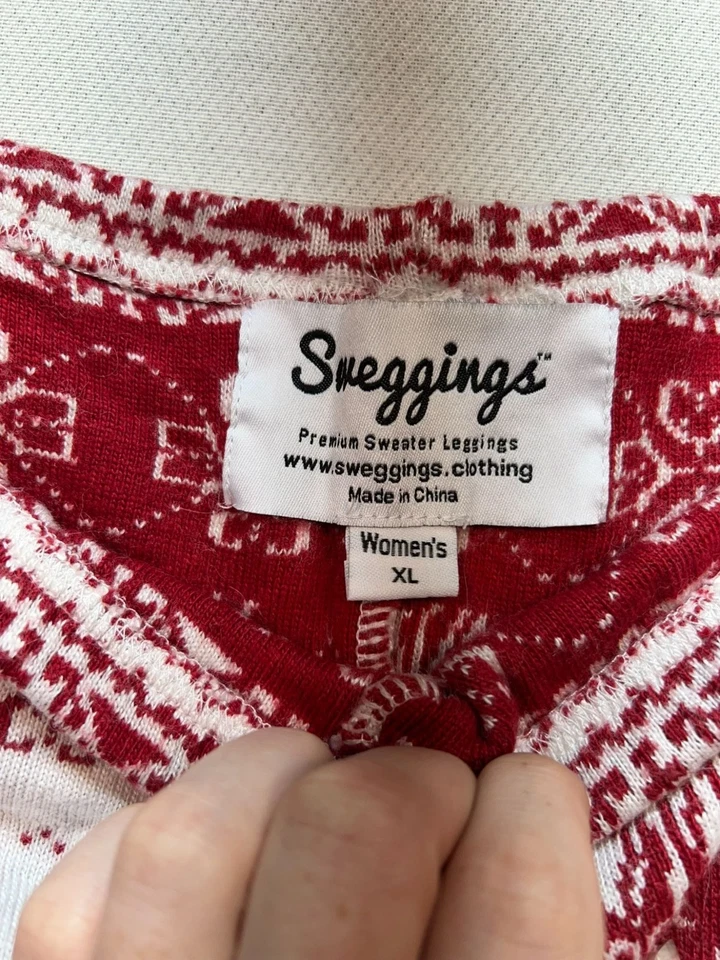 Sweggings™
Premium Sweater Leggings
www.sweggings.clothing
Made in China
Women's
XL